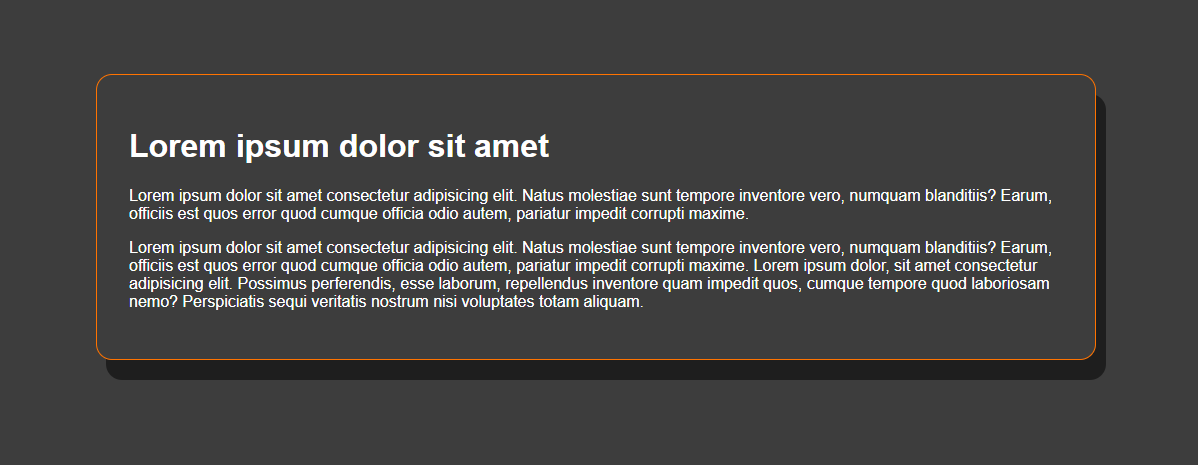 Lorem ipsum dolor sit amet
Lorem ipsum dolor sit amet consectetur adipisicing elit. Natus molestiae sunt tempore inventore vero, numquam blanditiis? Earum,
officiis est quos error quod cumque officia odio autem, pariatur impedit corrupti maxime.
Lorem ipsum dolor sit amet consectetur adipisicing elit. Natus molestiae sunt tempore inventore vero, numquam blanditiis? Earum,
officiis est quos error quod cumque officia odio autem, pariatur impedit corrupti maxime. Lorem ipsum dolor, sit amet consectetur
adipisicing elit. Possimus perferendis, esse laborum, repellendus inventore quam impedit quos, cumque tempore quod laboriosam
nemo? Perspiciatis sequi veritatis nostrum nisi voluptates totam aliquam.